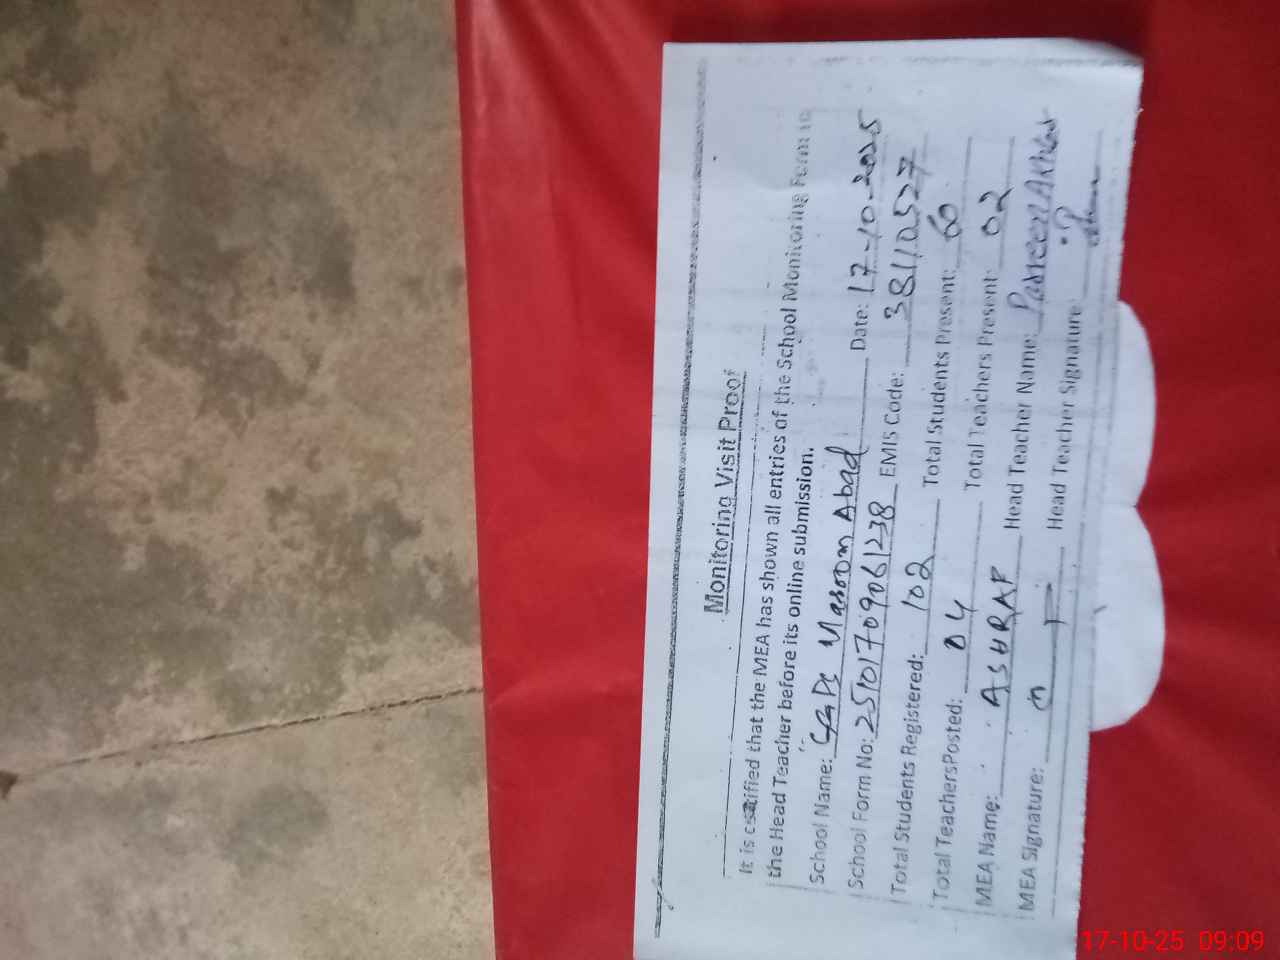 Monitoring Visit Proof
It is certified that the MEA has shown all entries of the School Monitoring Form to
the Head Teacher before its online submission.
School Name: GGPS Masoom Abad Date: 17-10-2025
School Form No: 25101709061238 EMIS Code: 38110527
Total Students Registered: 102 Total Students Present: 60
Total TeachersPosted: 04 Total Teachers Present: 02
MEA Name: ASHRAF Head Teacher Name: Parveen Akhtar
MEA Signature: Head Teacher Signature
17-10-25 09:09